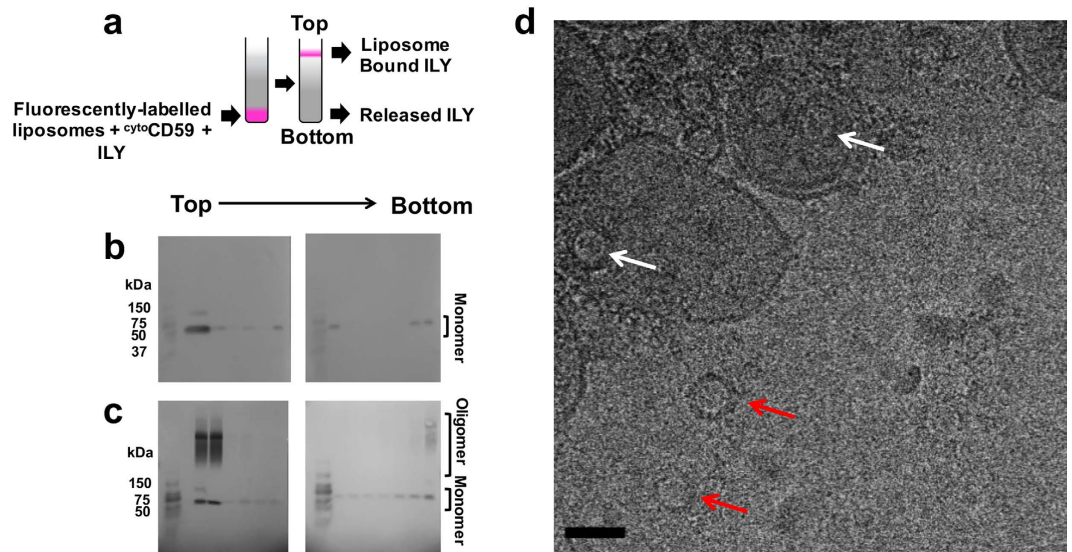 a
Top
Liposome
Bound ILY
Fluorescently-labelled
liposomes + cytoCD59 +
ILY
Released ILY
Bottom
Top
Bottom
b
kDa
150
75
50
37
Monomer
c
kDa
150
75
50
Oligomer
Monomer
d